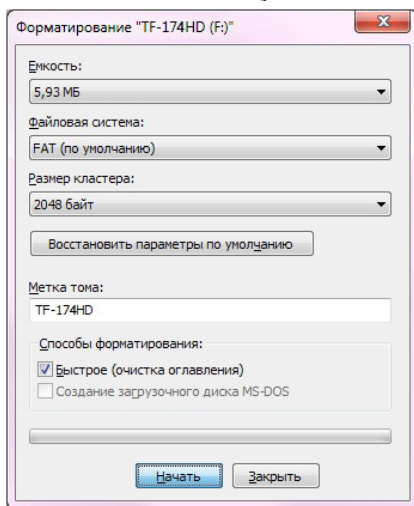 Форматирование "TF-174HD (F:)"
Емкость:
5,93 МБ
Файловая система:
FAT (по умолчанию)
Размер кластера:
2048 байт
Восстановить параметры по умолчанию
Метка тома:
TF-174HD
Способы форматирования:
Быстрое (очистка оглавления)
Создание загрузочного диска MS-DOS
Начать Закрыть